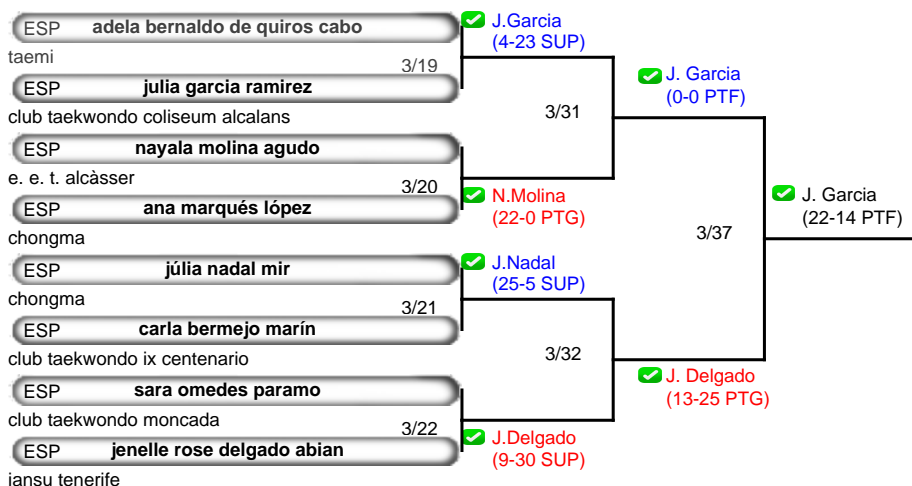 ESP adela bernaldo de quiros cabo
taemi
3/19
ESP julia garcia ramirez
club taekwondo coliseum alcalans
ESP nayala molina agudo
e. e. t. alcàsser
3/20
ESP ana marqués lópez
chongma
ESP júlia nadal mir
chongma
3/21
ESP carla bermejo marín
club taekwondo ix centenario
ESP sara omedes paramo
club taekwondo moncada
3/22
ESP jenelle rose delgado abian
jansu tenerife
J.Garcia
(4-23 SUP)
3/31
N.Molina
(22-0 PTG)
J.Nadal
(25-5 SUP)
3/32
J.Delgado
(9-30 SUP)
J. Garcia
(0-0 PTF)
3/37
J. Delgado
(13-25 PTG)
J. Garcia
(22-14 PTF)